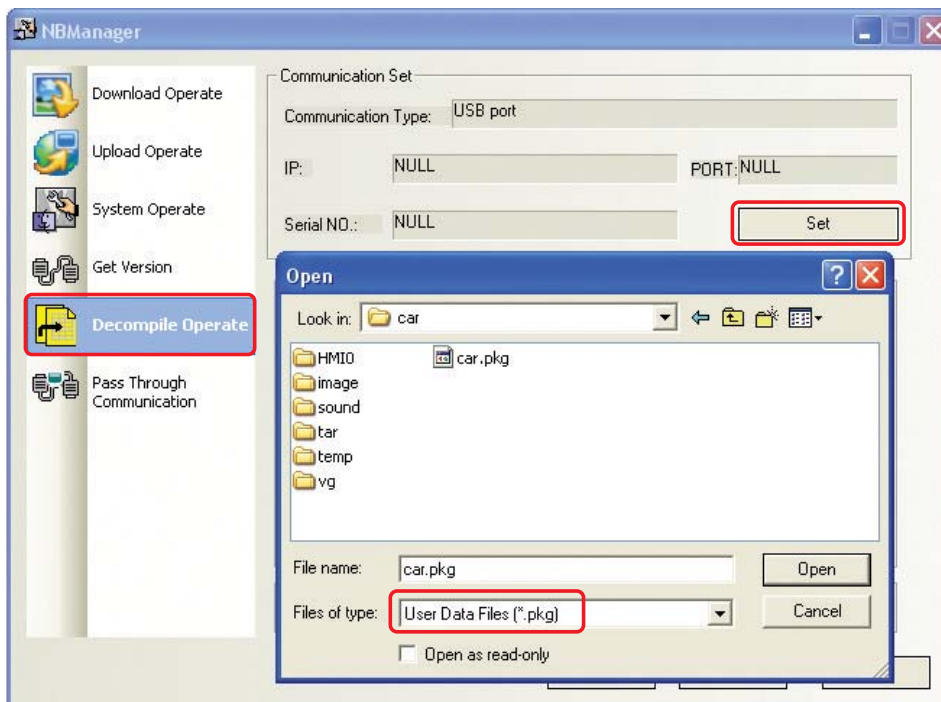 NBManager
Download Operate
Upload Operate
System Operate
Get Version
Decompile Operate
Pass Through
Communication
Communication Set
Communication Type: USB port
IP: NULL PORT: NULL
Serial NO.: NULL Set
Open
Look in: car
HMI0 car.pkg
image
sound
tar
temp
vg
File name: car.pkg Open
Files of type: User Data Files (*.pkg) Cancel
Open as read-only